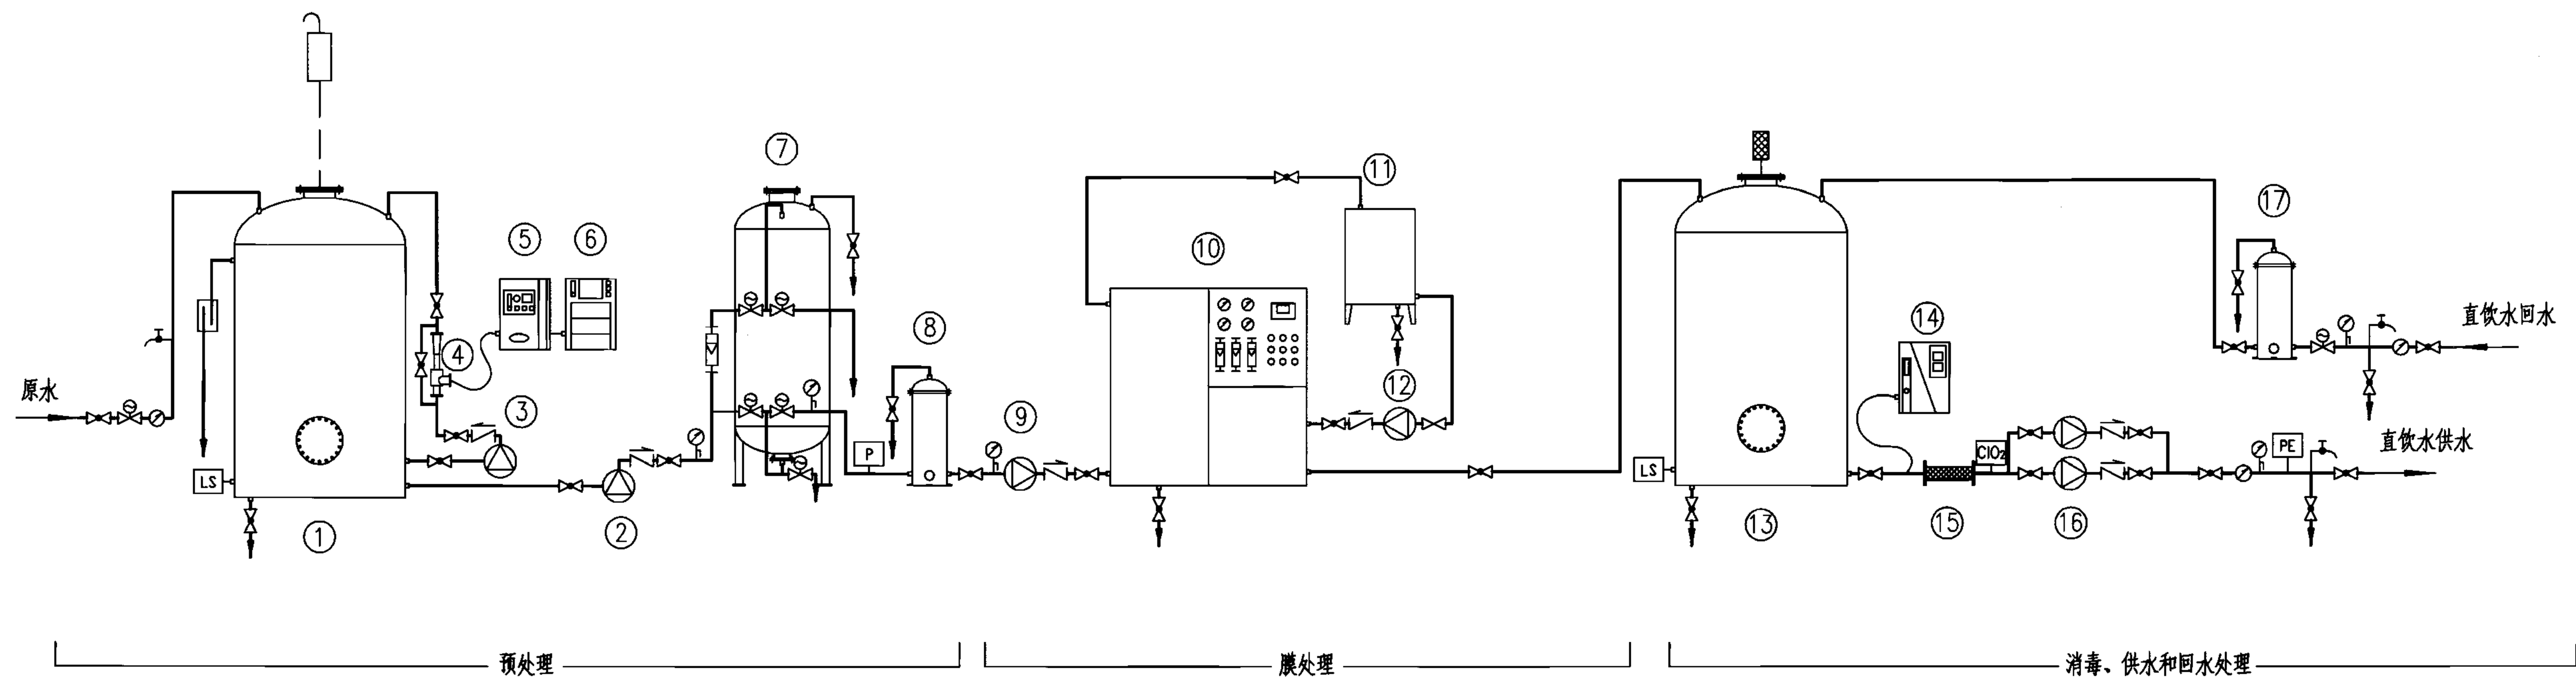 ⑦
⑪
⑰
⑤
⑥
⑩
直饮水回水
⑧
⑭
④
原水
③
⑫
⑨
直饮水供水
P
ClO₂
PE
LS
LS
①
②
⑬
⑮
⑯
预处理
膜处理
消毒、供水和回水处理